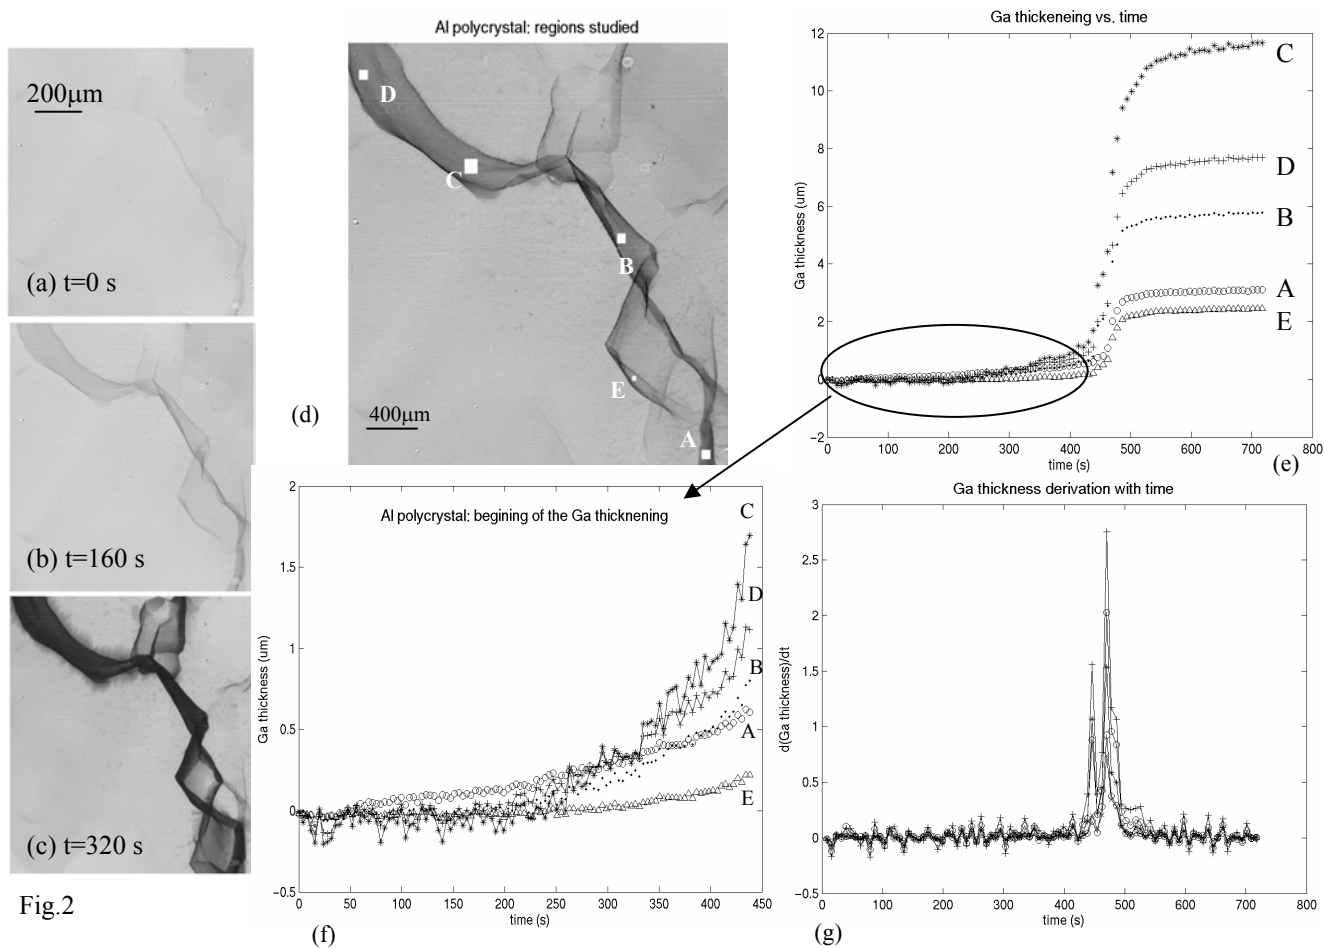 200μm
(a) t=0 s
(b) t=160 s
(c) t=320 s
Fig.2
Al polycrystal: regions studied
D
C
B
E
A
400μm
(d)
Ga thickeneing vs. time
12
10
8
6
4
2
0
−2
Ga thickness (um)
0 100 200 300 400 500 600 700 800
time (s)
C
D
B
A
E
(e)
Al polycrystal: begining of the Ga thicknening
2
1.5
1
0.5
0
−0.5
Ga thickness (um)
0 50 100 150 200 250 300 350 400 450
time (s)
C
D
B
A
E
(f)
Ga thickness derivation with time
3
2.5
2
1.5
1
0.5
0
−0.5
d(Ga thickness)/dt
0 100 200 300 400 500 600 700 800
time (s)
(g)